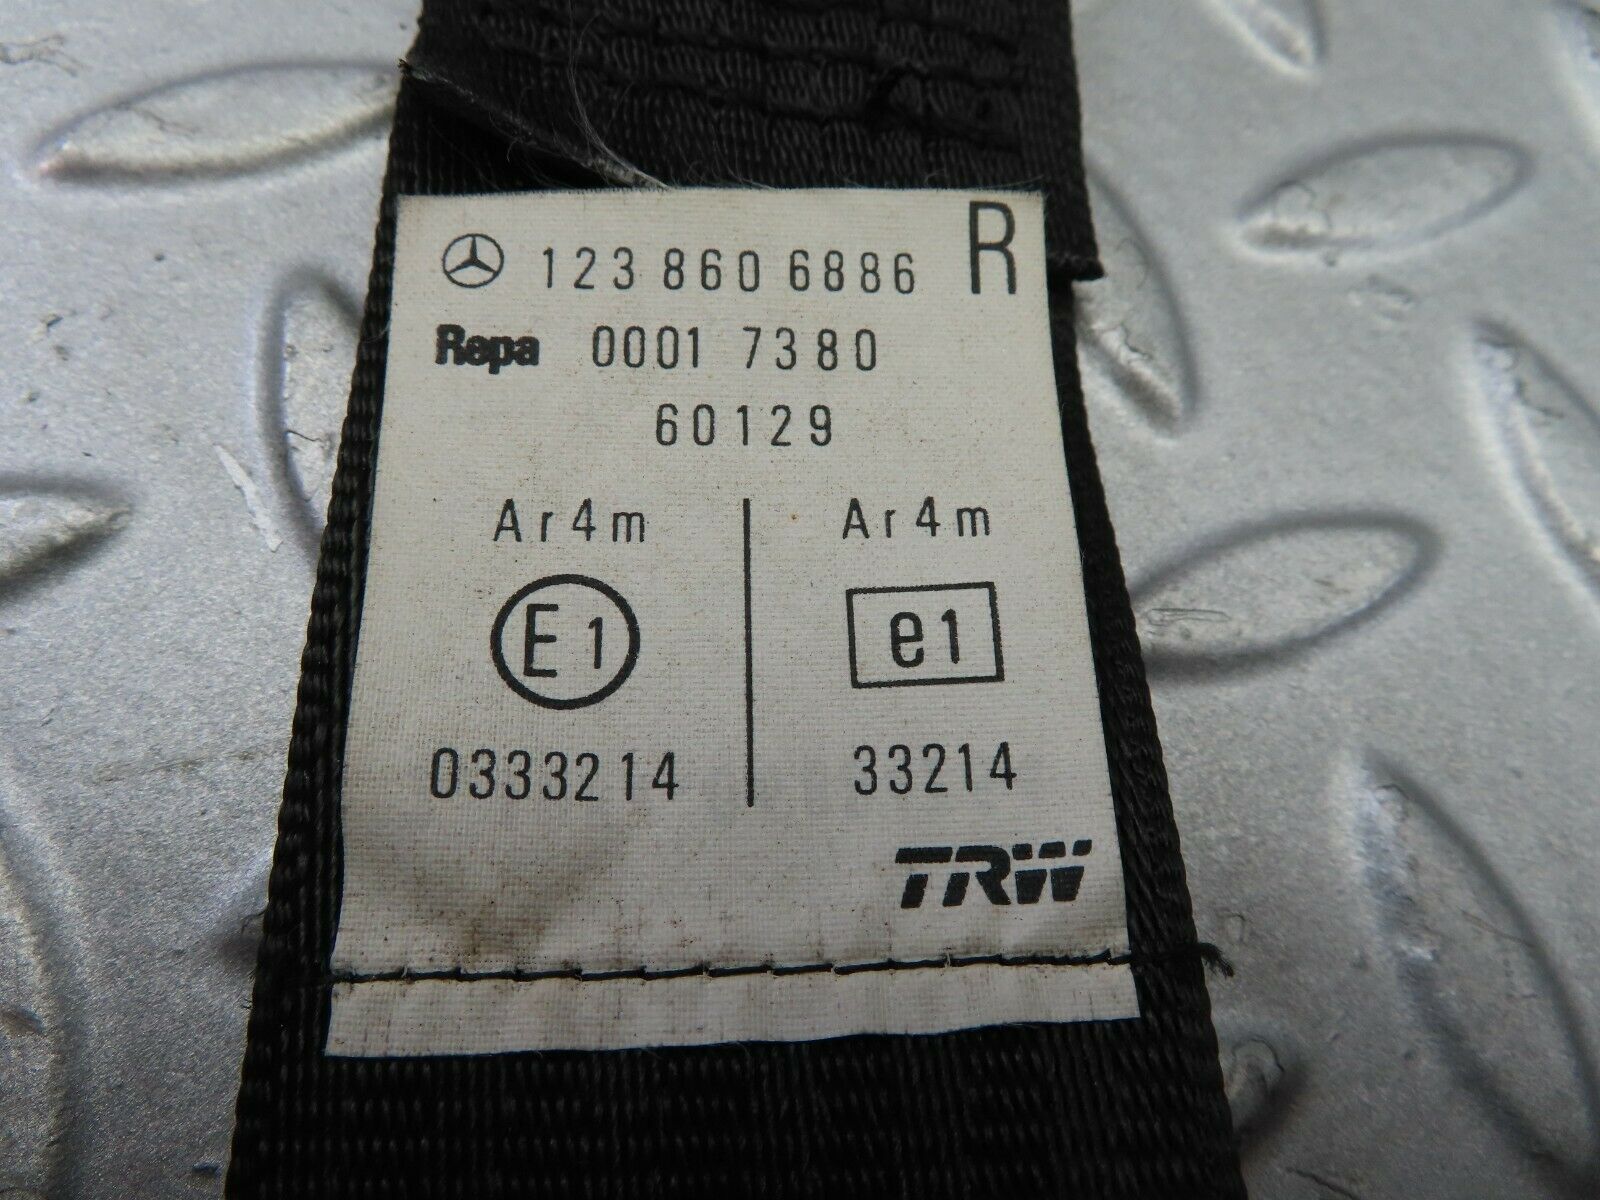 123 860 6886 R
Repa 0001 7380
60129
Ar4m Ar4m
E1 e1
0333214 33214
TRW